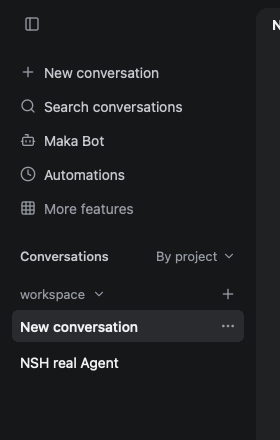 New conversation
Search conversations
Maka Bot
Automations
More features
Conversations By project
workspace
New conversation
NSH real Agent